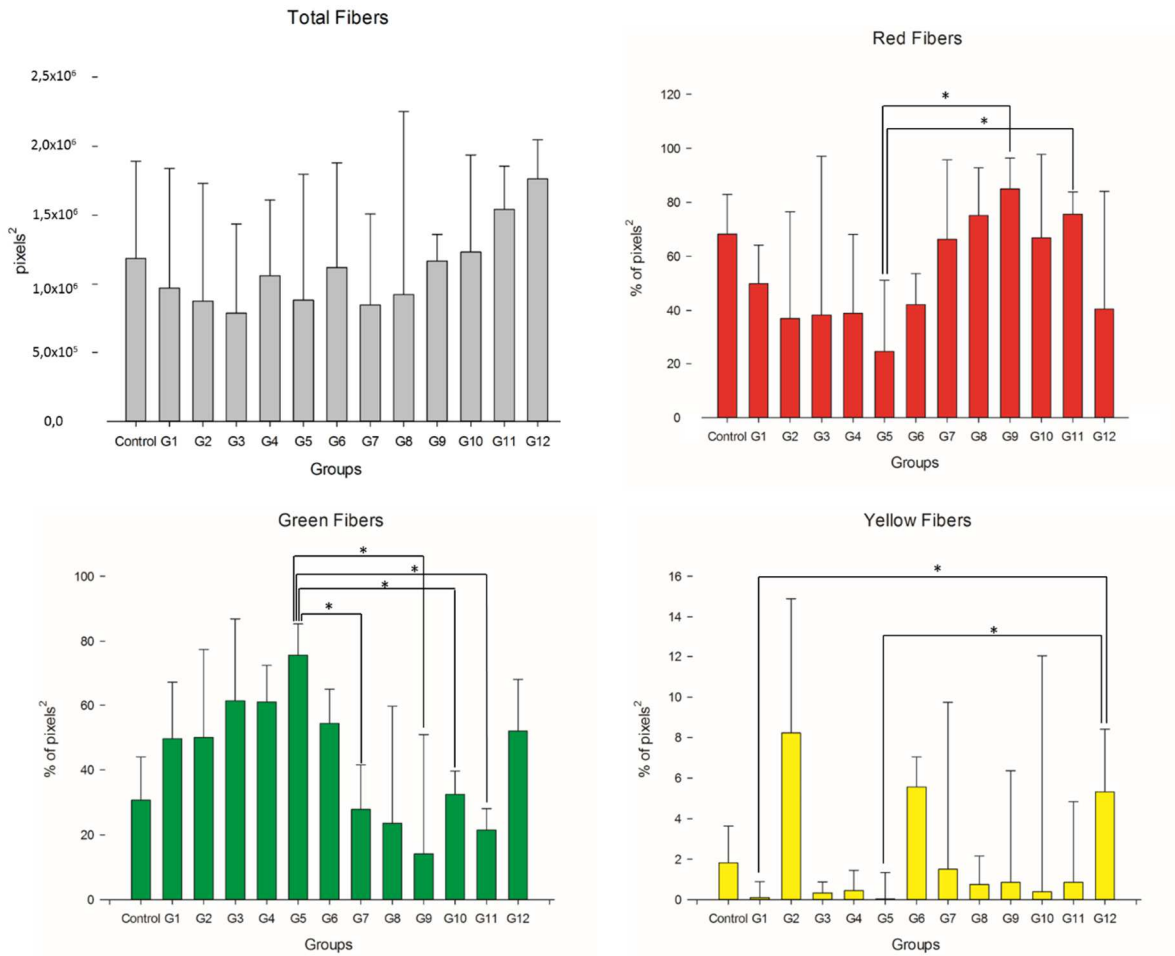 Total Fibers
2,5x10⁶
2,0x10⁶
1,5x10⁶
1,0x10⁶
5,0x10⁵
0,0
pixels²
Control G1 G2 G3 G4 G5 G6 G7 G8 G9 G10 G11 G12
Groups
Red Fibers
120
100
80
60
40
20
0
% of pixels²
*
*
Control G1 G2 G3 G4 G5 G6 G7 G8 G9 G10 G11 G12
Groups
Green Fibers
100
80
60
40
20
0
% of pixels²
*
*
*
*
Control G1 G2 G3 G4 G5 G6 G7 G8 G9 G10 G11 G12
Groups
Yellow Fibers
16
14
12
10
8
6
4
2
0
% of pixels²
*
*
Control G1 G2 G3 G4 G5 G6 G7 G8 G9 G10 G11 G12
Groups